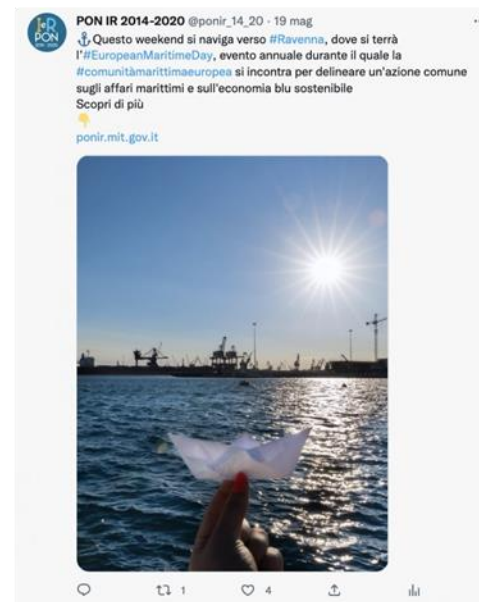 PON IR 2014-2020 @ponir_14_20 · 19 mag
⚓Questo weekend si naviga verso #Ravenna, dove si terrà
l'#EuropeanMaritimeDay, evento annuale durante il quale la
#comunitàmarittimaeuropea si incontra per delineare un'azione comune
sugli affari marittimi e sull'economia blu sostenibile
Scopri di più
👇
ponir.mit.gov.it
1 4